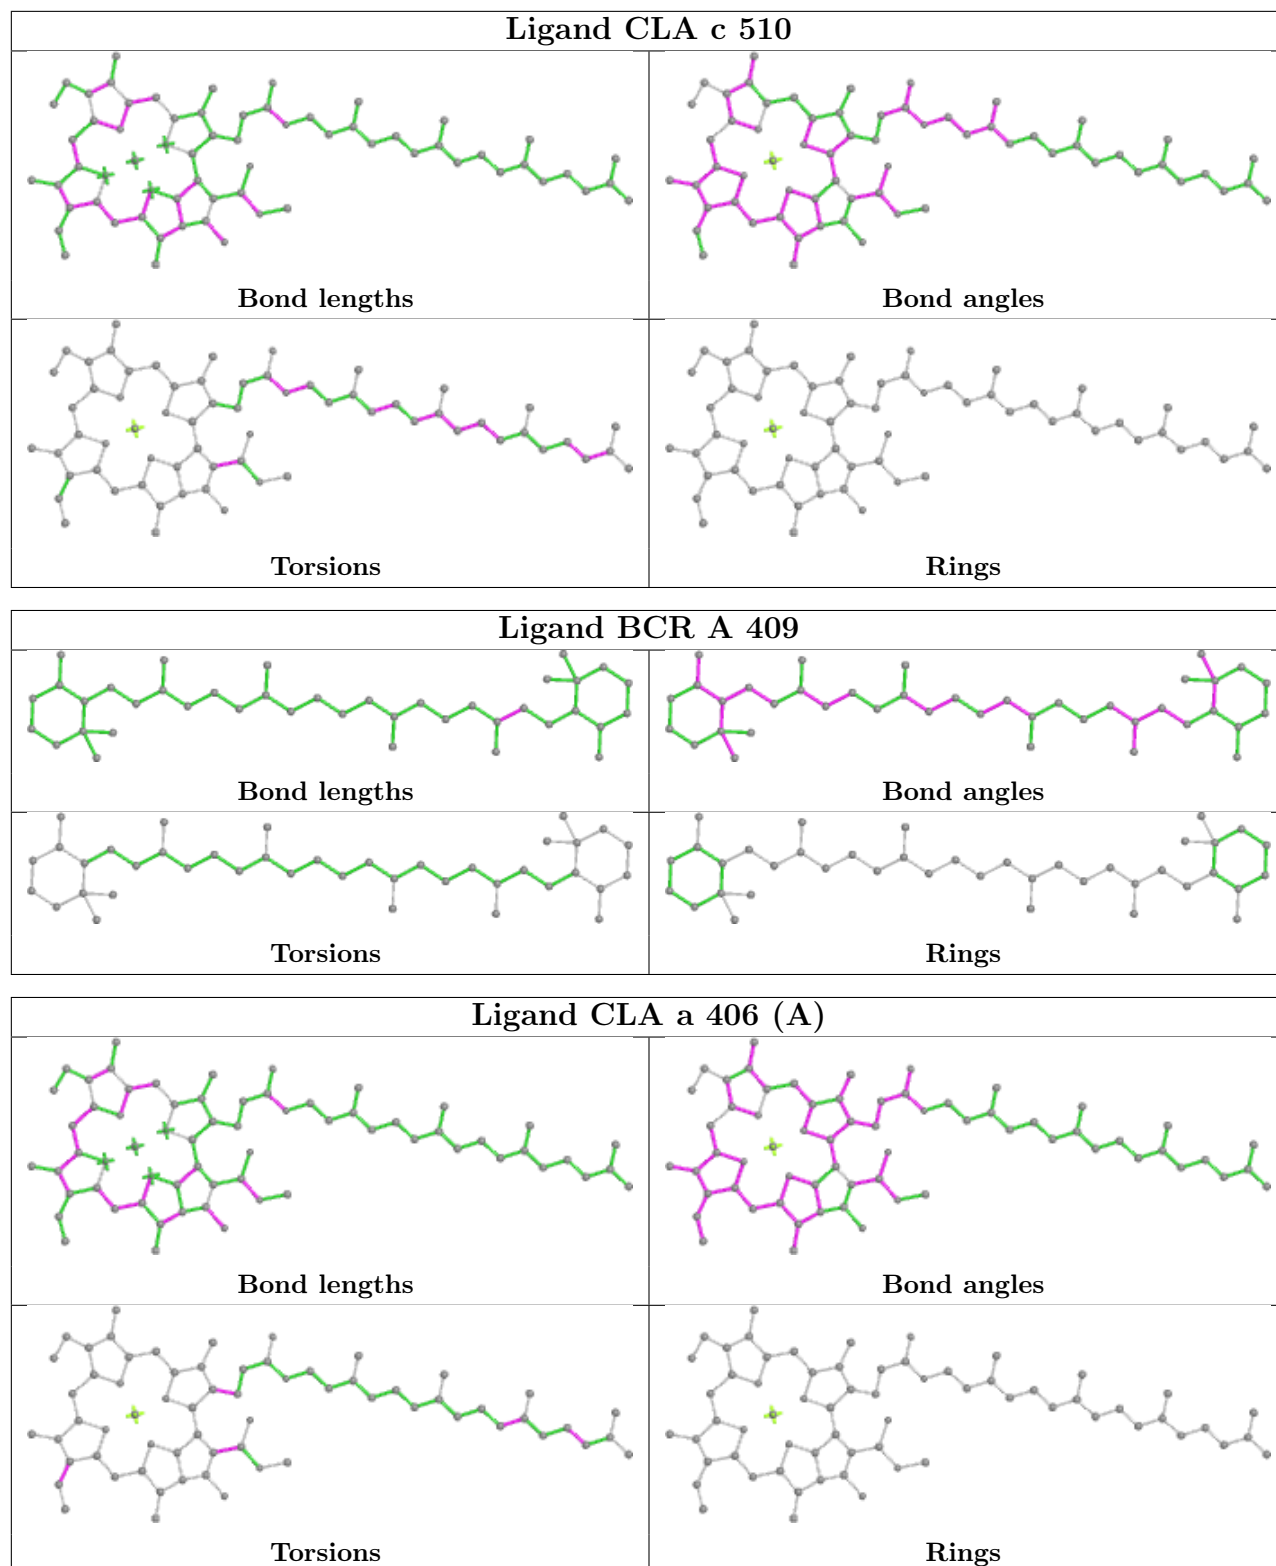 Ligand CLA c 510
Bond lengths
Bond angles
Torsions
Rings
Ligand BCR A 409
Bond lengths
Bond angles
Torsions
Rings
Ligand CLA a 406 (A)
Bond lengths
Bond angles
Torsions
Rings